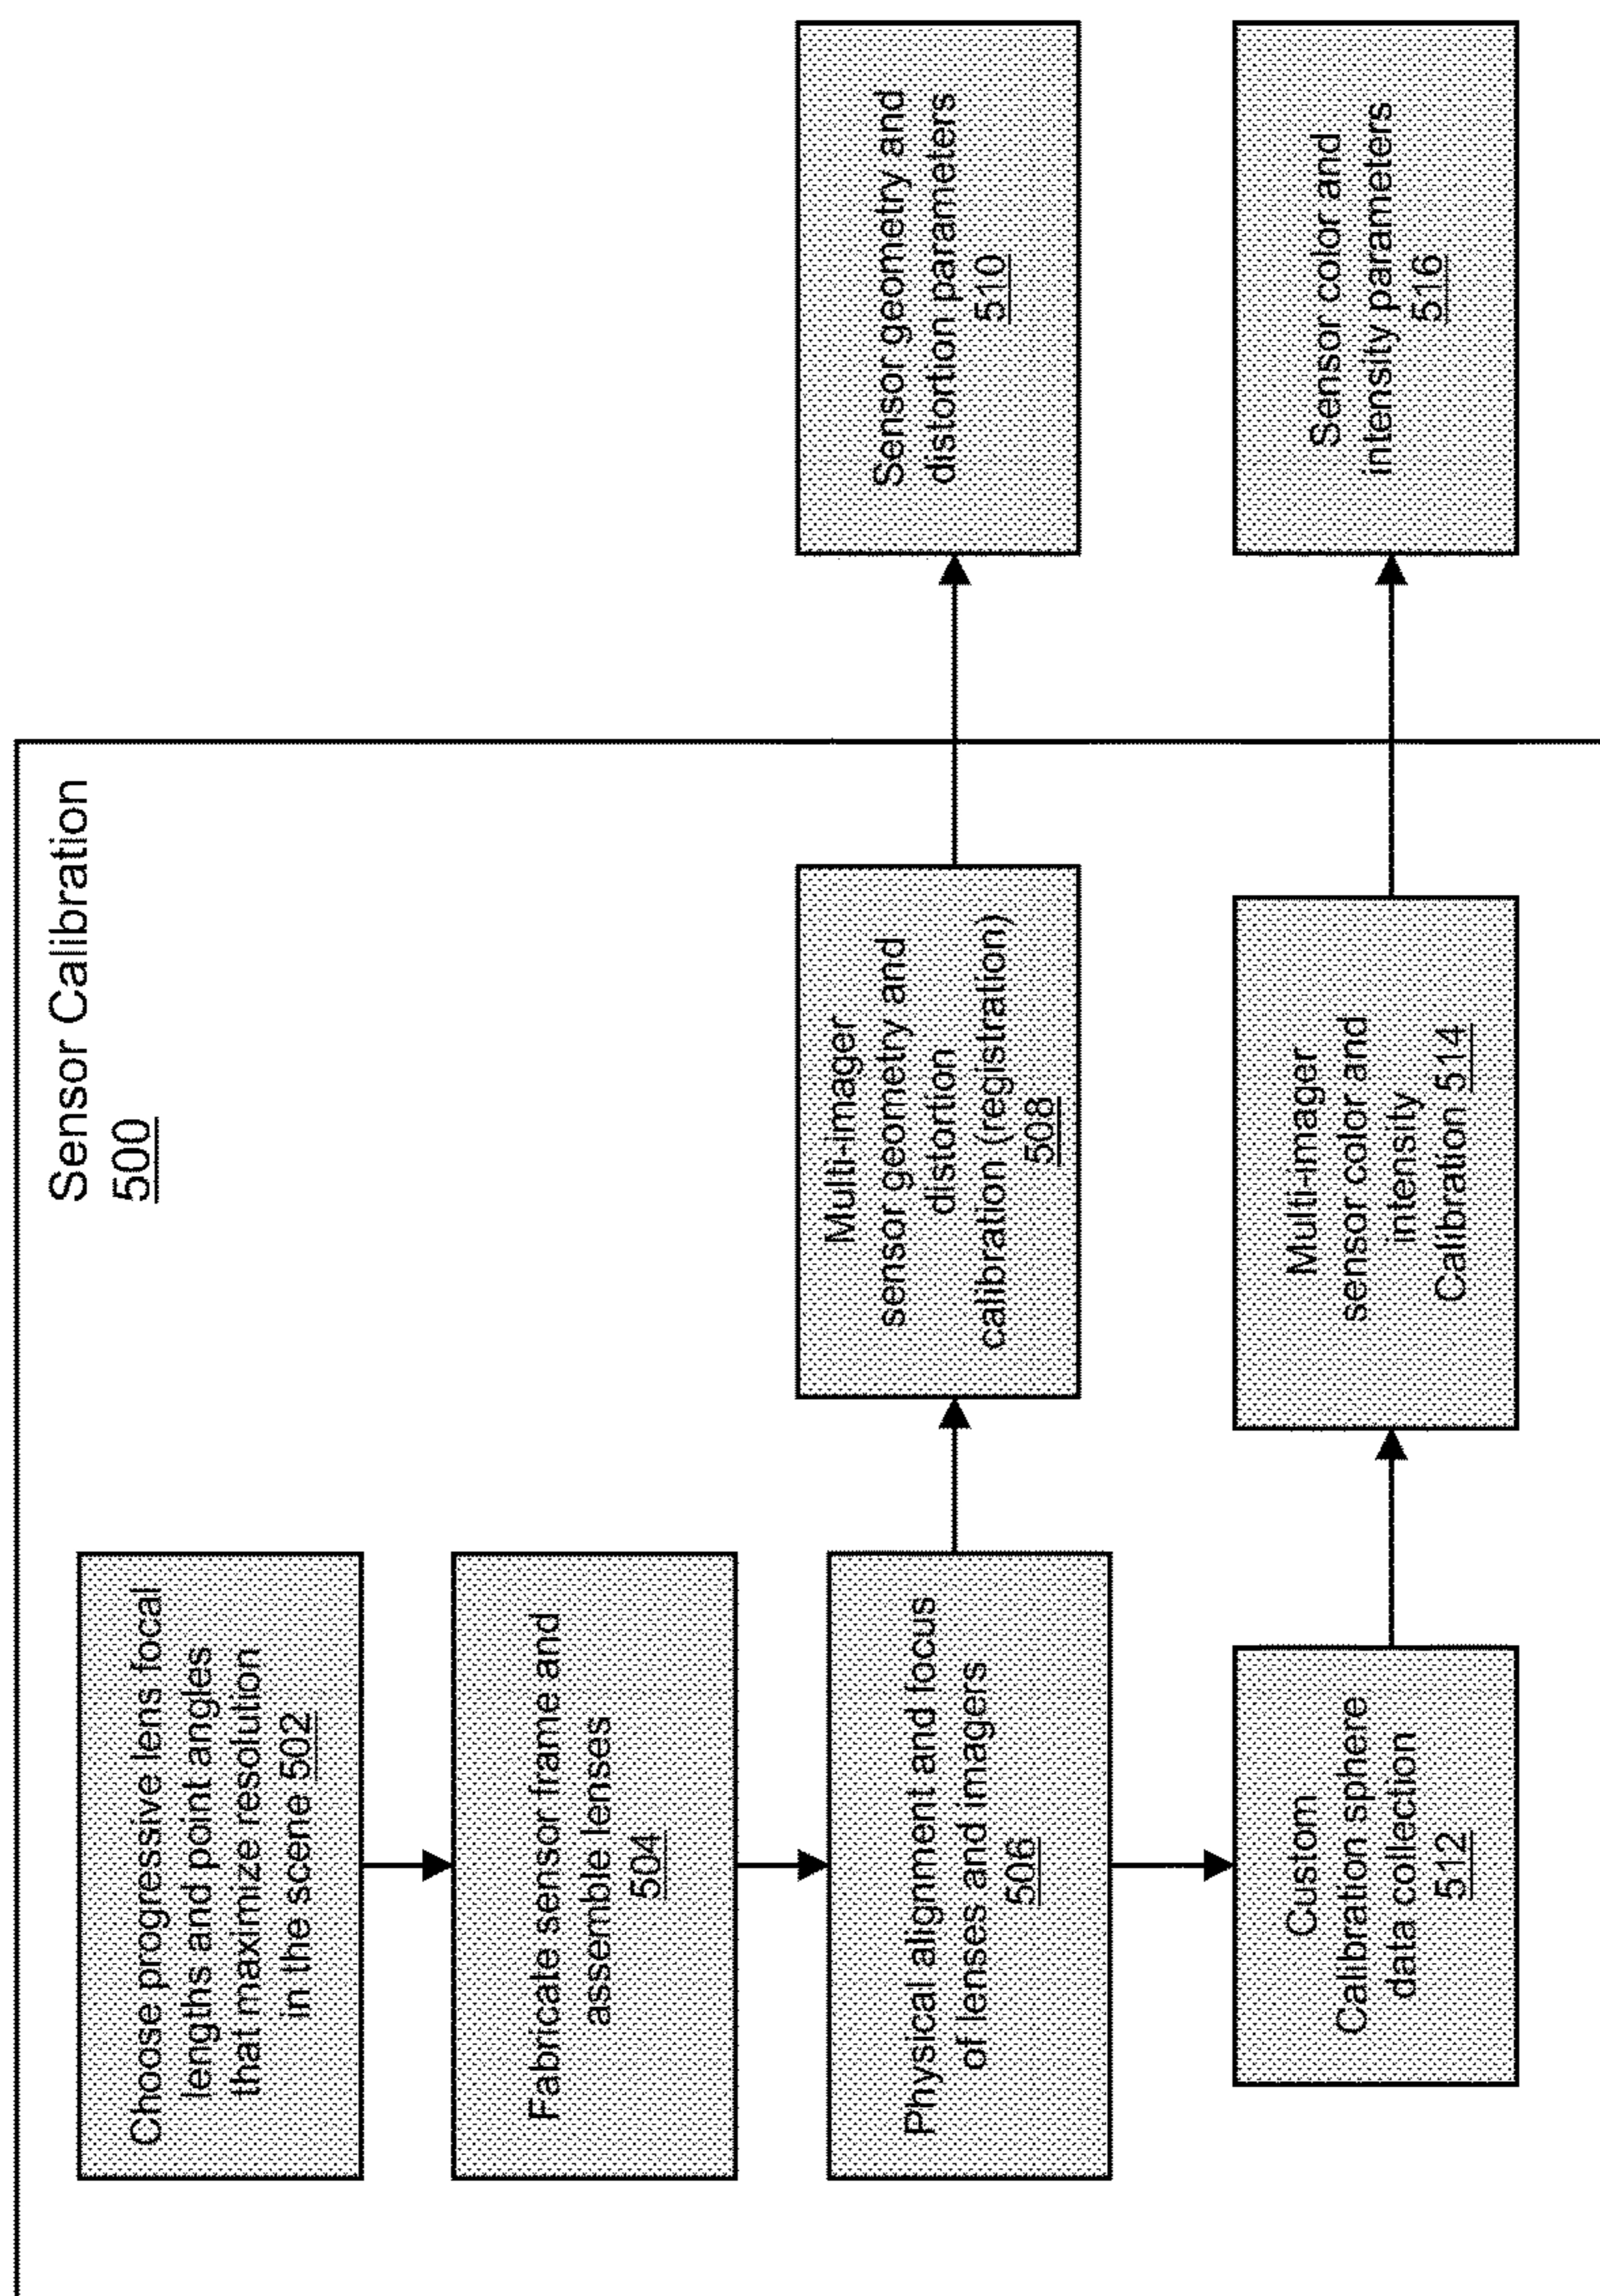 Sensor Calibration
500
Choose progressive lens focal
lengths and point angles
that maximize resolution
in the scene 502
Fabricate sensor frame and
assemble lenses
504
Physical alignment and focus
of lenses and imagers
506
Multi-imager
sensor geometry and
distortion
calibration (registration)
508
Sensor geometry and
distortion parameters
510
Custom
Calibration sphere
data collection
512
Multi-imager
sensor color and
intensity
Calibration 514
Sensor color and
intensity parameters
516